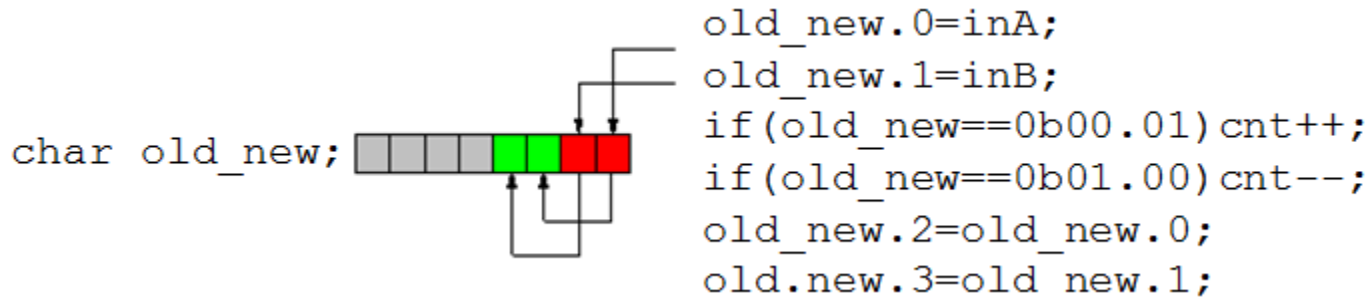 old_new.0=inA;
old_new.1=inB;
if(old_new==0b00.01)cnt++;
char old_new;
if(old_new==0b01.00)cnt--;
old_new.2=old_new.0;
old.new.3=old_new.1;